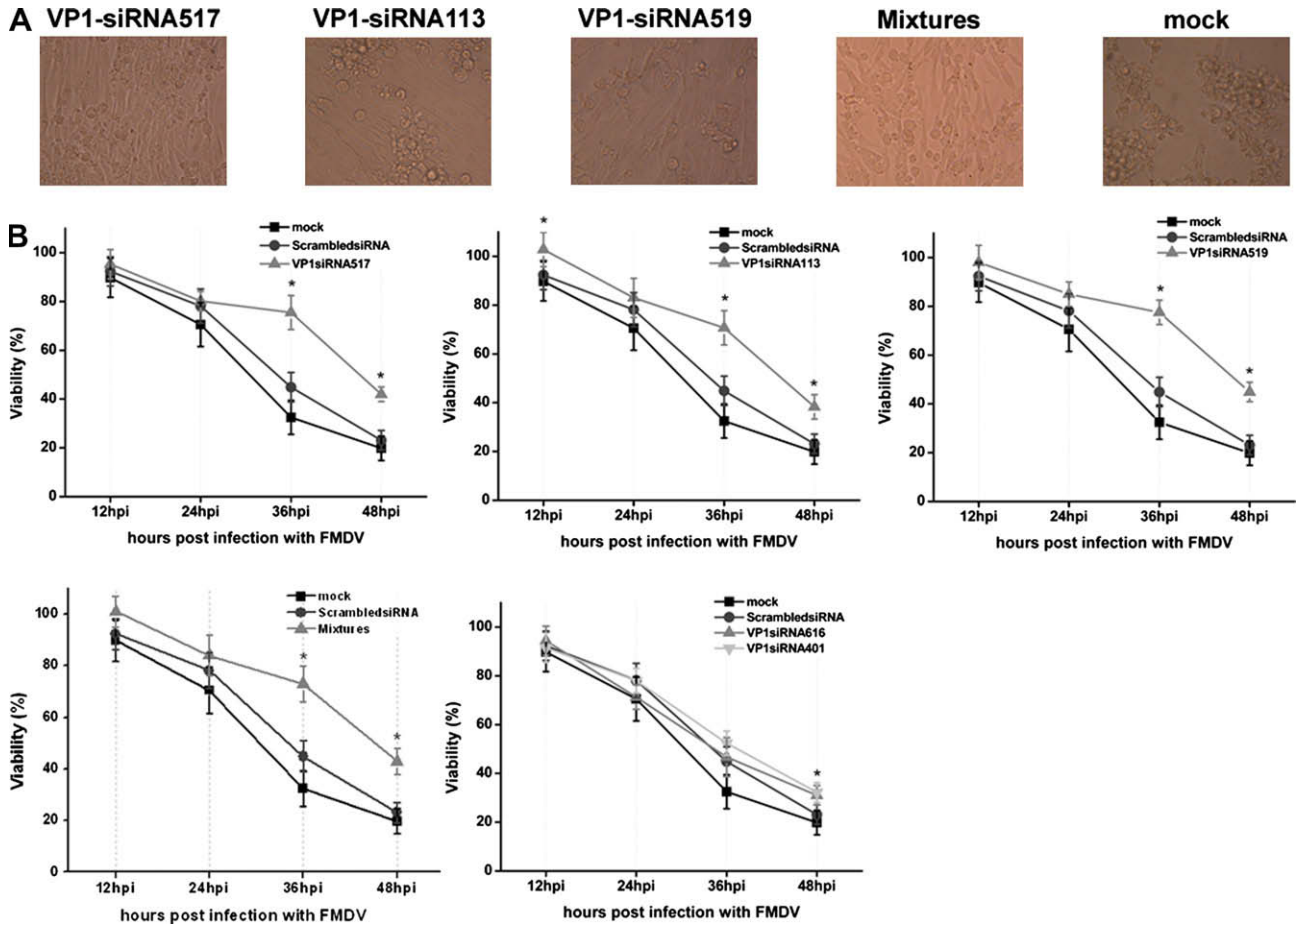 A VP1-siRNA517 VP1-siRNA113 VP1-siRNA519 Mixtures mock
B
mock
ScrambledsiRNA
VP1siRNA517
100
80
60
40
20
0
Viability (%)
* *
12hpi 24hpi 36hpi 48hpi
hours post infection with FMDV
mock
ScrambledsiRNA
VP1siRNA113
100
80
60
40
20
0
Viability (%)
* * *
12hpi 24hpi 36hpi 48hpi
hours post infection with FMDV
mock
ScrambledsiRNA
VP1siRNA519
100
80
60
40
20
0
Viability (%)
* *
12hpi 24hpi 36hpi 48hpi
hours post infection with FMDV
mock
ScrambledsiRNA
Mixtures
100
80
60
40
20
0
Viability (%)
* *
12hpi 24hpi 36hpi 48hpi
hours post infection with FMDV
mock
ScrambledsiRNA
VP1siRNA616
VP1siRNA401
100
80
60
40
20
0
Viability (%)
*
12hpi 24hpi 36hpi 48hpi
hours post infection with FMDV